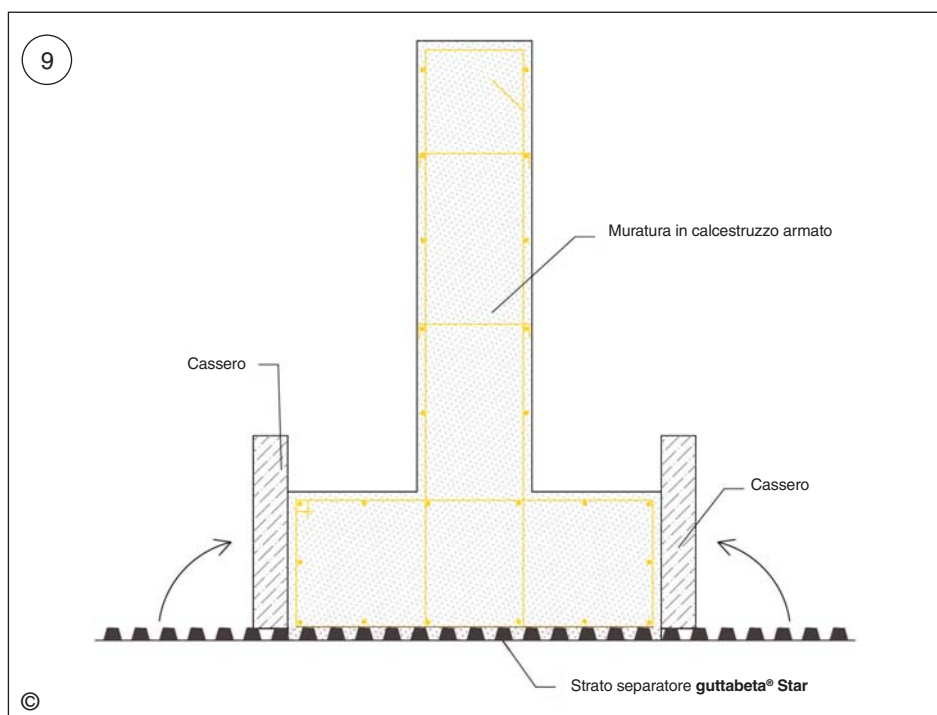 9
Muratura in calcestruzzo armato
Cassero
Cassero
Strato separatore guttabeta® Star
©